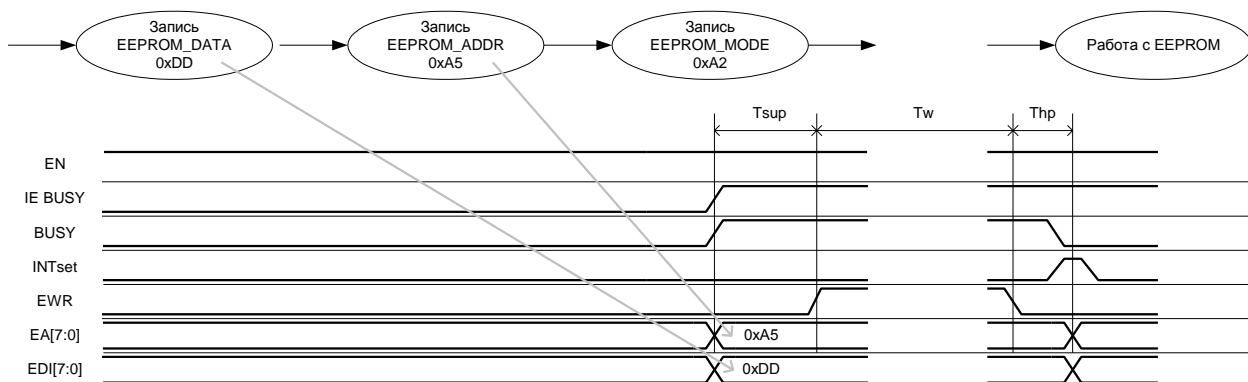 Запись
EEPROM_DATA
0xDD
Запись
EEPROM_ADDR
0xA5
Запись
EEPROM_MODE
0xA2
Работа с EEPROM
Tsup
Tw
Thp
EN
IE BUSY
BUSY
INTset
EWR
EA[7:0]
0xA5
EDI[7:0]
0xDD